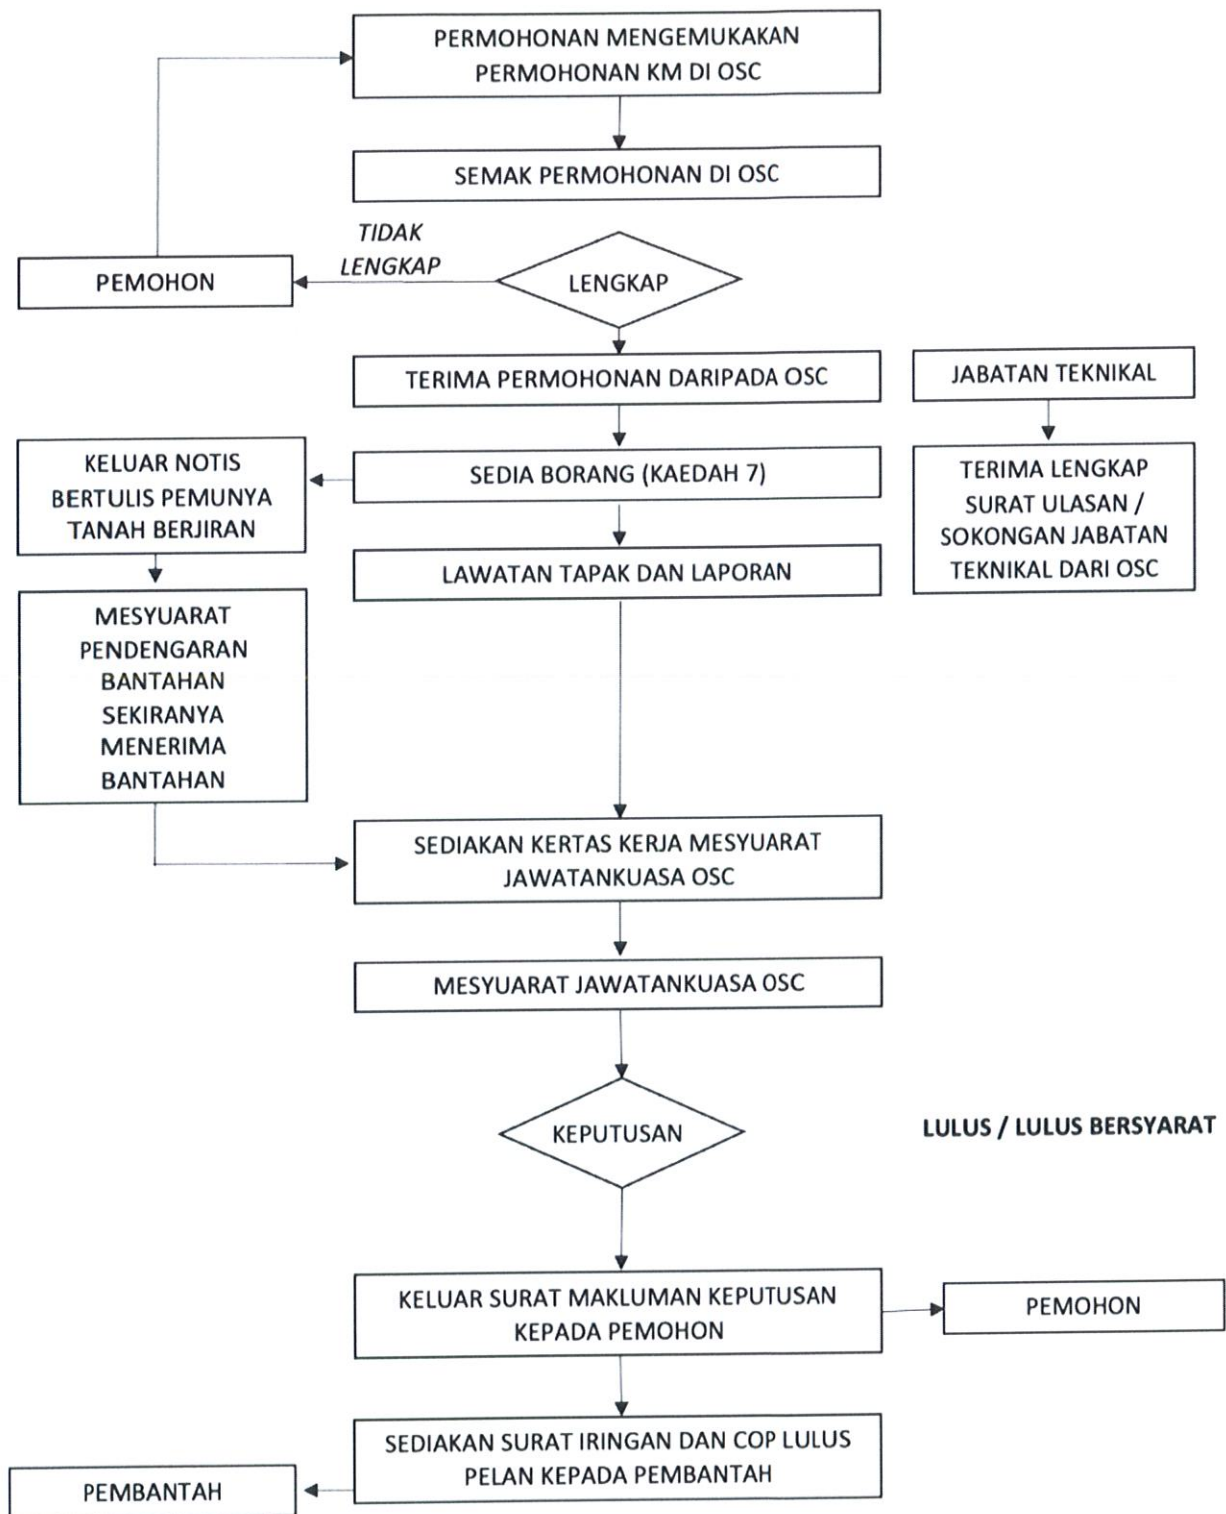 PERMOHONAN MENGEMUKAKAN
PERMOHONAN KM DI OSC
SEMAK PERMOHONAN DI OSC
TIDAK
LENGKAP
PEMOHON
LENGKAP
TERIMA PERMOHONAN DARIPADA OSC
JABATAN TEKNIKAL
KELUAR NOTIS
BERTULIS PEMUNYA
TANAH BERJIRAN
SEDIA BORANG (KAEDAH 7)
TERIMA LENGKAP
SURAT ULASAN /
SOKONGAN JABATAN
TEKNIKAL DARI OSC
LAWATAN TAPAK DAN LAPORAN
MESYUARAT
PENDENGARAN
BANTAHAN
SEKIRANYA
MENERIMA
BANTAHAN
SEDIAKAN KERTAS KERJA MESYUARAT
JAWATANKUASA OSC
MESYUARAT JAWATANKUASA OSC
KEPUTUSAN
LULUS / LULUS BERSYARAT
KELUAR SURAT MAKLUMAN KEPUTUSAN
KEPADA PEMOHON
PEMOHON
SEDIAKAN SURAT IRINGAN DAN COP LULUS
PELAN KEPADA PEMBANTAH
PEMBANTAH